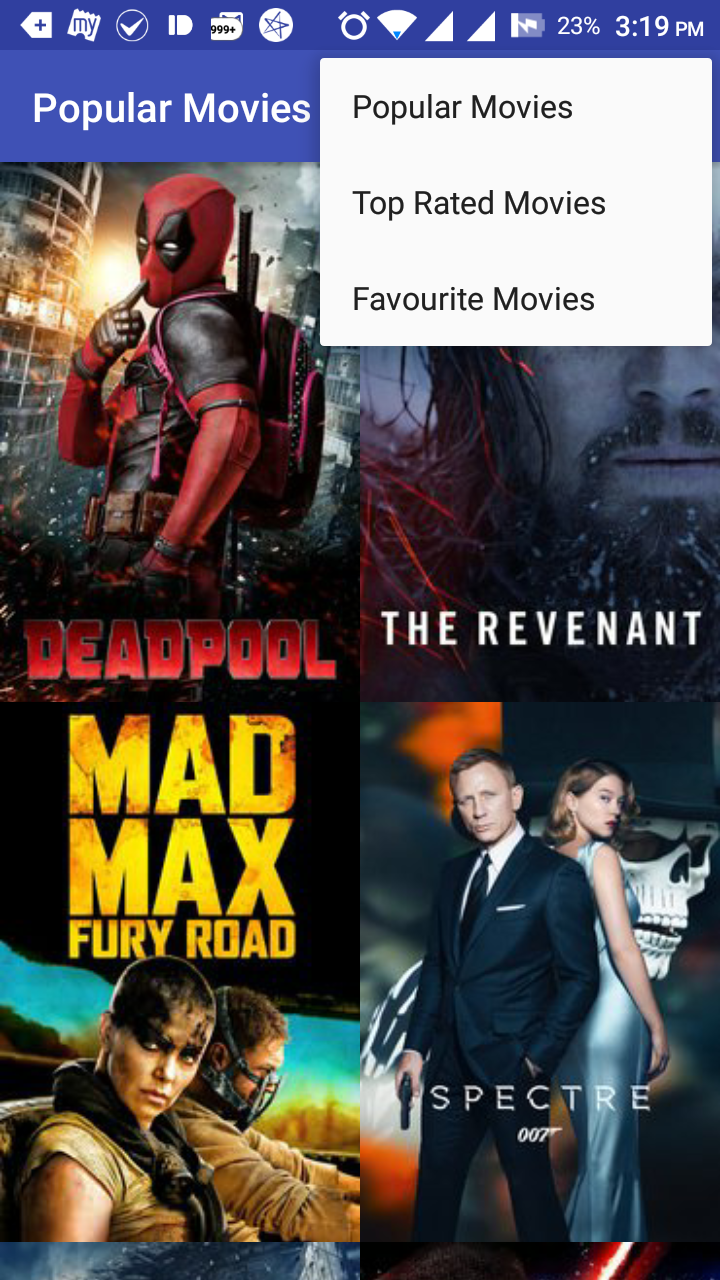 my 999+ 23% 3:19 PM
Popular Movies
Popular Movies
Top Rated Movies
Favourite Movies
DEADPOOL
THE REVENANT
MAD
MAX
FURY ROAD
SPECTRE
007